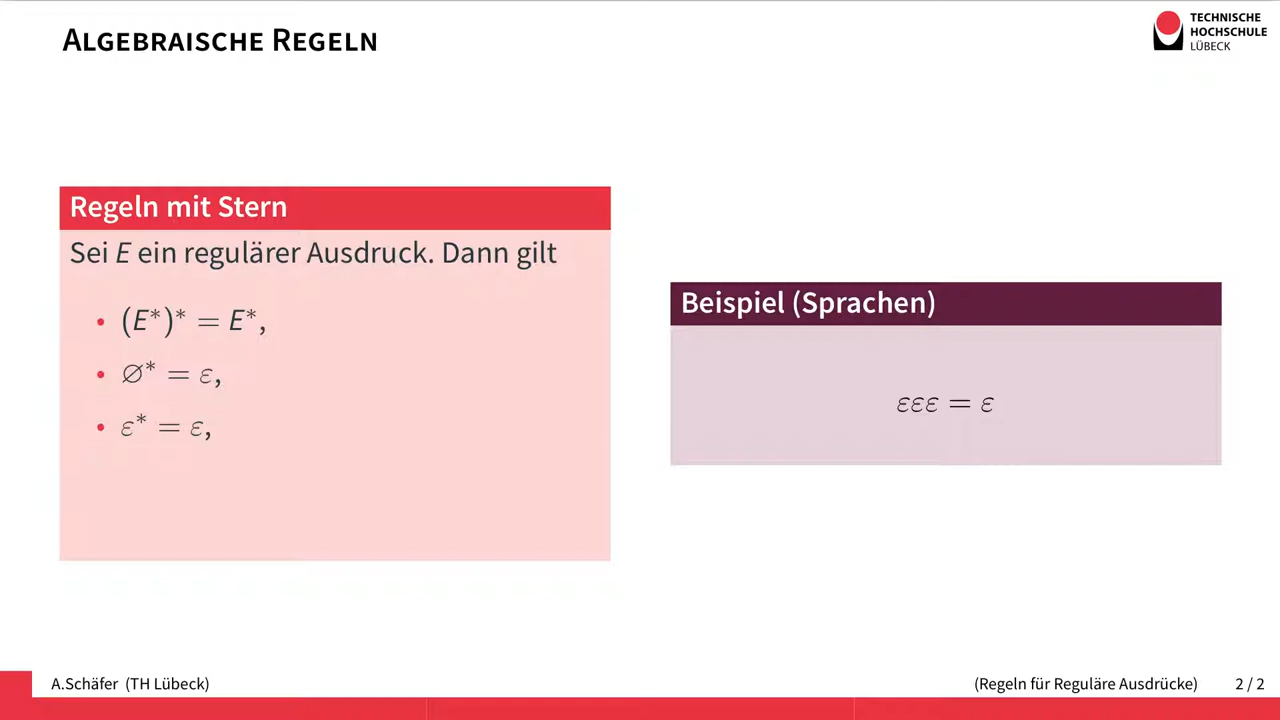 Algebraische Regeln
TECHNISCHE
HOCHSCHULE
LÜBECK
Regeln mit Stern
Sei E ein regulärer Ausdruck. Dann gilt
• (E*)* = E*,
• ∅* = ε,
• ε* = ε,
Beispiel (Sprachen)
εεε = ε
A.Schäfer (TH Lübeck)
(Regeln für Reguläre Ausdrücke) 2 / 2